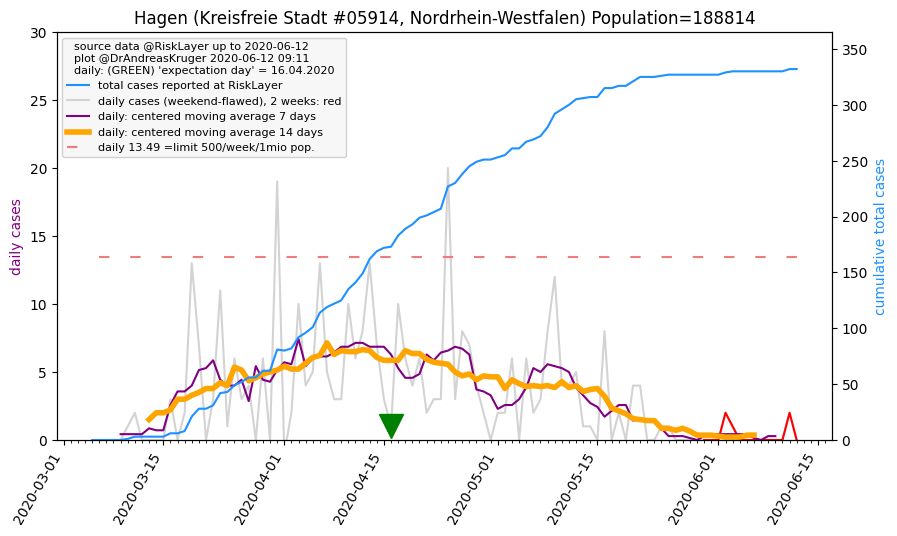 Hagen (Kreisfreie Stadt #05914, Nordrhein-Westfalen) Population=188814
source data @RiskLayer up to 2020-06-12
plot @DrAndreasKruger 2020-06-12 09:11
daily: (GREEN) 'expectation day' = 16.04.2020
total cases reported at RiskLayer
daily cases (weekend-flawed), 2 weeks: red
daily: centered moving average 7 days
daily: centered moving average 14 days
daily 13.49 =limit 500/week/1mio pop.
daily cases
30
25
20
15
10
5
0
cumulative total cases
350
300
250
200
150
100
50
0
2020-03-01
2020-03-15
2020-04-01
2020-04-15
2020-05-01
2020-05-15
2020-06-01
2020-06-15